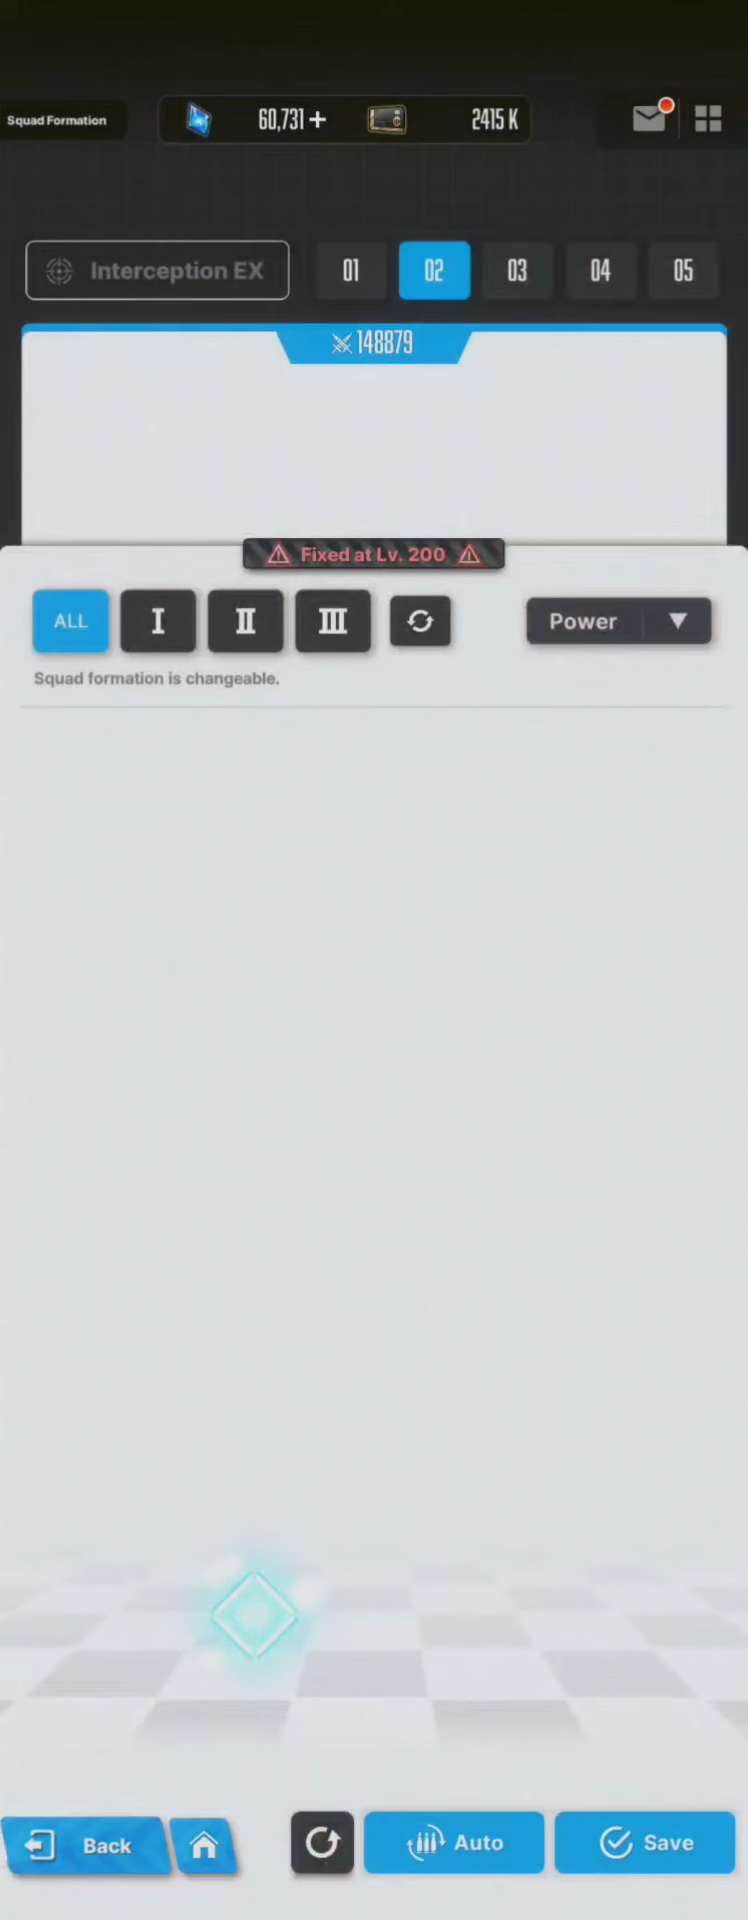 Squad Formation
60,731 +
2415 K
Interception EX
01 02 03 04 05
148879
Fixed at Lv. 200
ALL I II III
Power
Squad formation is changeable.
Back
Auto
Save